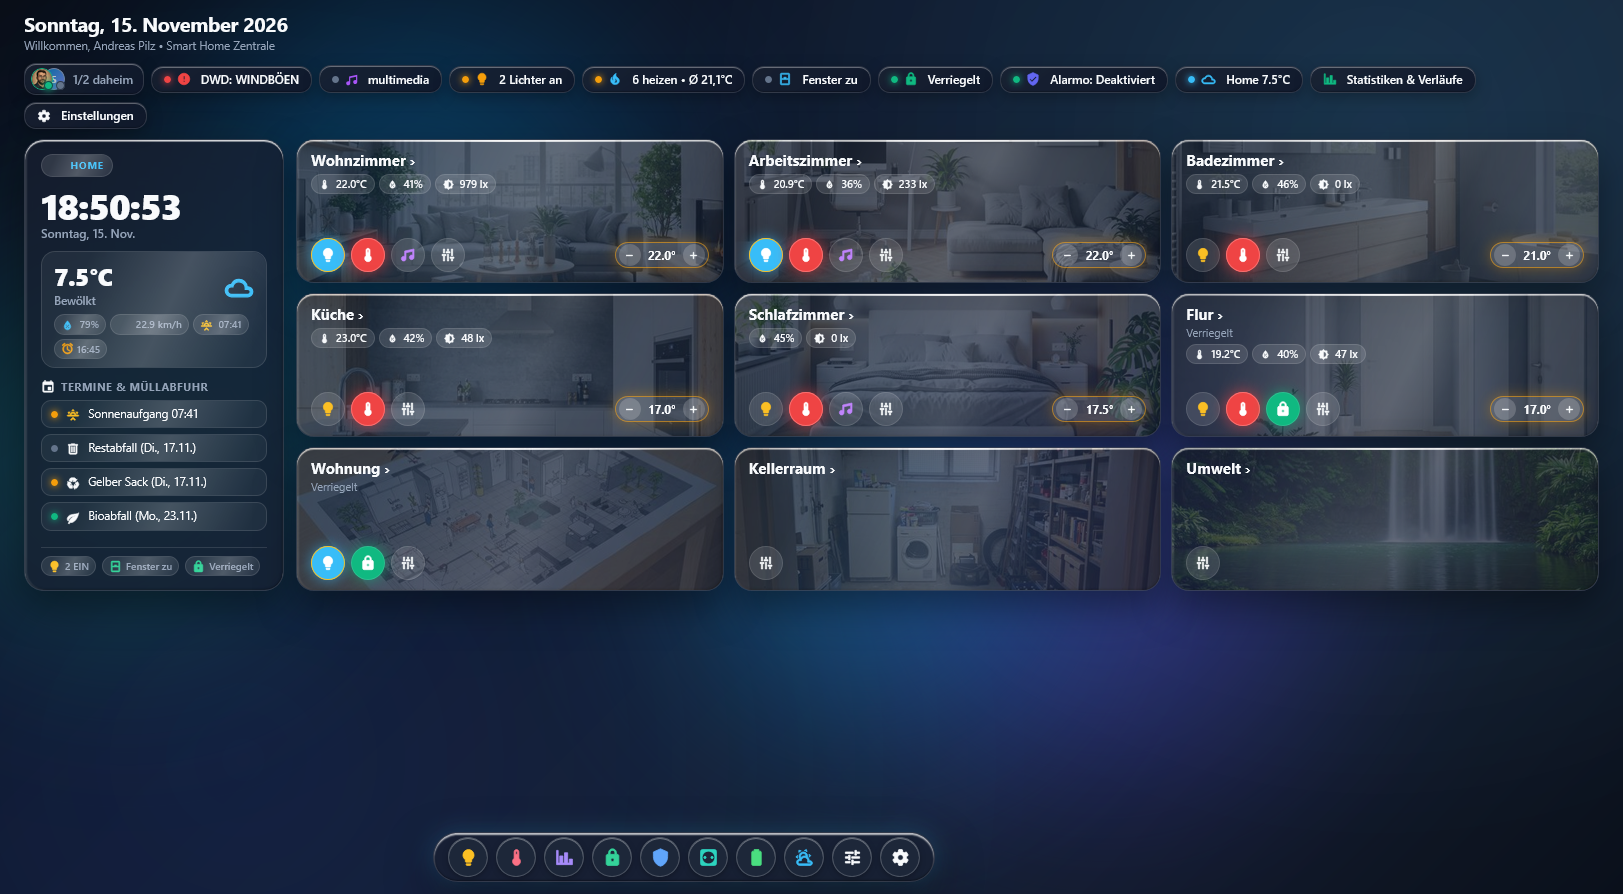 Sonntag, 15. November 2026
Willkommen, Andreas Pilz • Smart Home Zentrale
1/2 daheim
DWD: WINDBÖEN
multimedia
2 Lichter an
6 heizen • Ø 21,1°C
Fenster zu
Verriegelt
Alarmo: Deaktiviert
Home 7.5°C
Statistiken & Verläufe
Einstellungen
HOME
18:50:53
Sonntag, 15. Nov.
7.5°C
Bewölkt
79%
22.9 km/h
07:41
16:45
TERMINE & MÜLLABFUHR
Sonnenaufgang 07:41
Restabfall (Di., 17.11.)
Gelber Sack (Di., 17.11.)
Bioabfall (Mo., 23.11.)
2 EIN
Fenster zu
Verriegelt
Wohnzimmer ›
22.0°C
41%
979 lx
− 22.0° +
Arbeitszimmer ›
20.9°C
36%
233 lx
− 22.0° +
Badezimmer ›
21.5°C
46%
0 lx
− 21.0° +
Küche ›
23.0°C
42%
48 lx
− 17.0° +
Schlafzimmer ›
45%
0 lx
− 17.5° +
Flur ›
Verriegelt
19.2°C
40%
47 lx
− 17.0° +
Wohnung ›
Verriegelt
Kellerraum ›
Umwelt ›